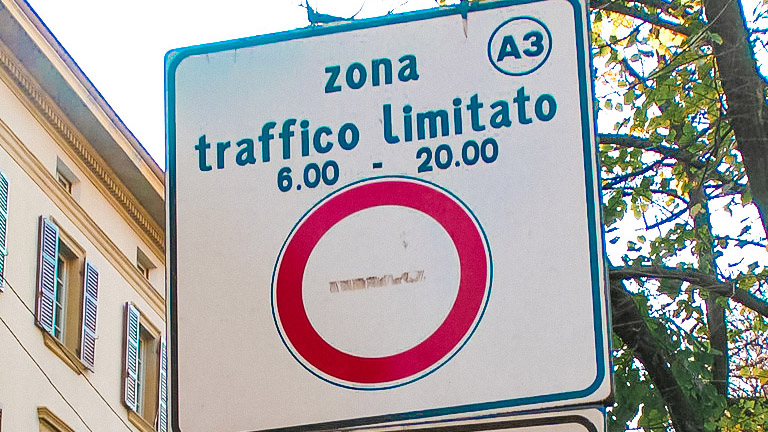 A3
zona
traffico limitato
6.00 - 20.00